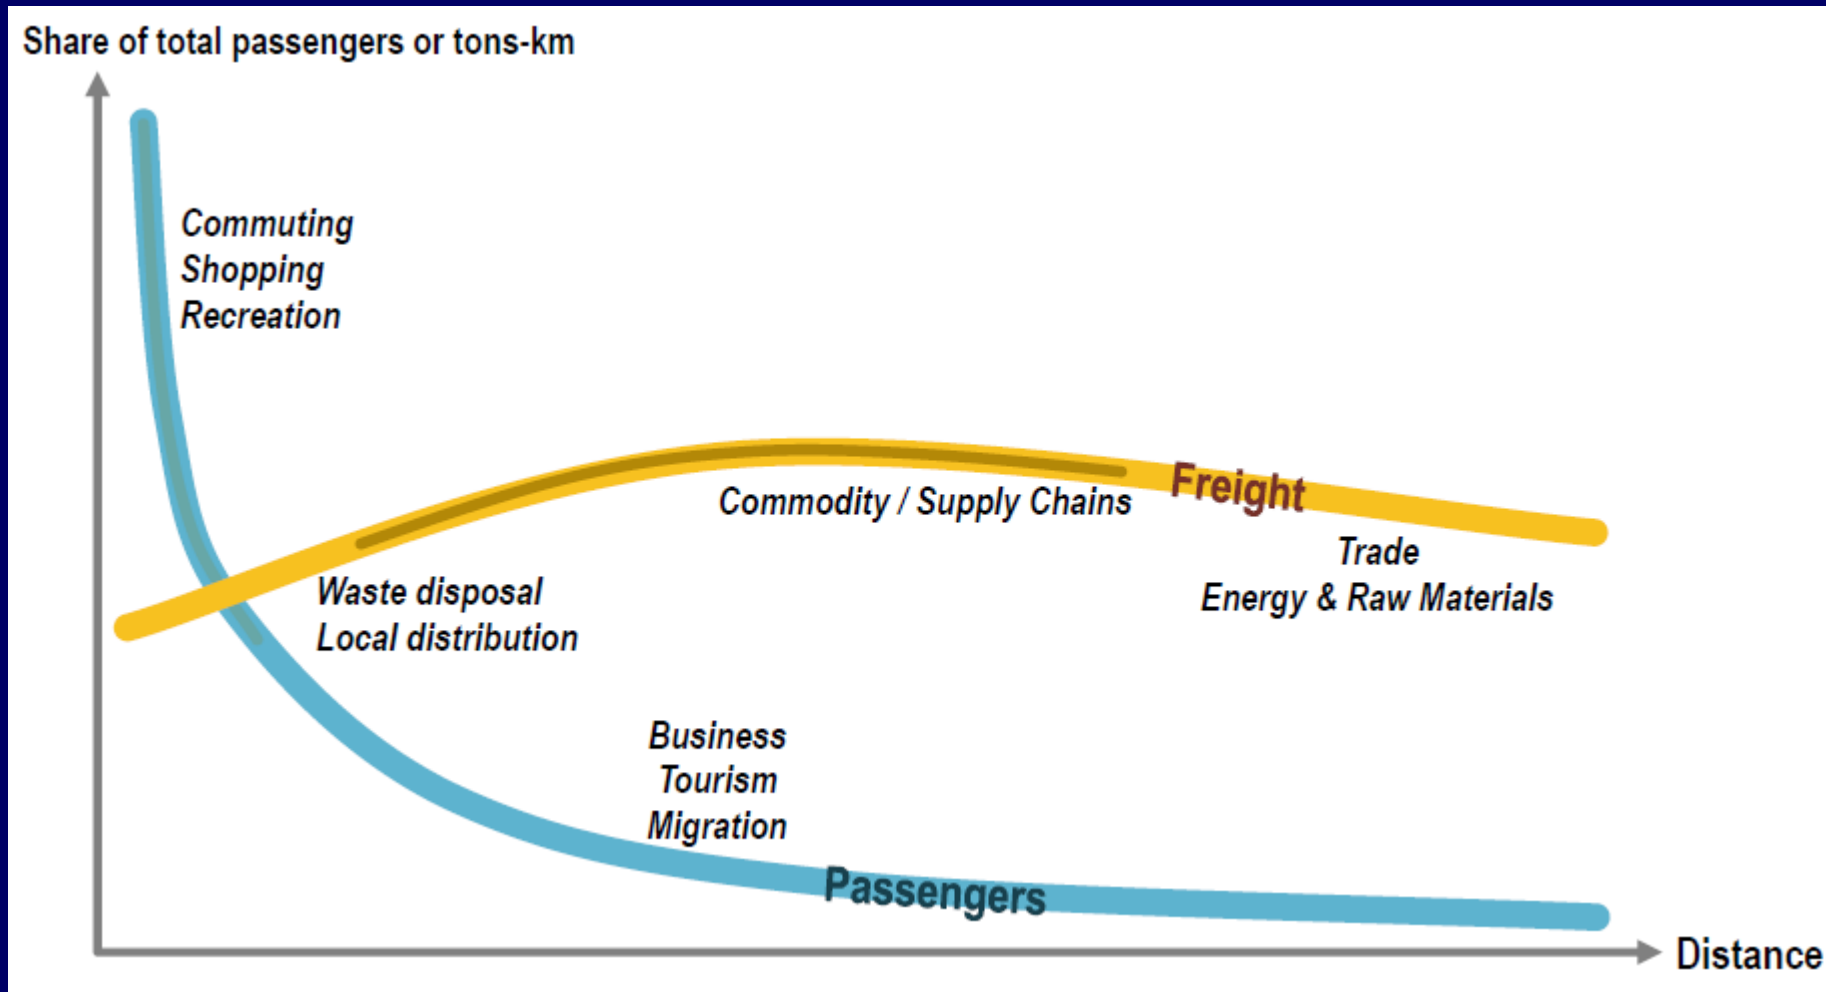 Share of total passengers or tons-km
Commuting
Shopping
Recreation
Commodity / Supply Chains
Freight
Trade
Energy & Raw Materials
Waste disposal
Local distribution
Business
Tourism
Migration
Passengers
Distance